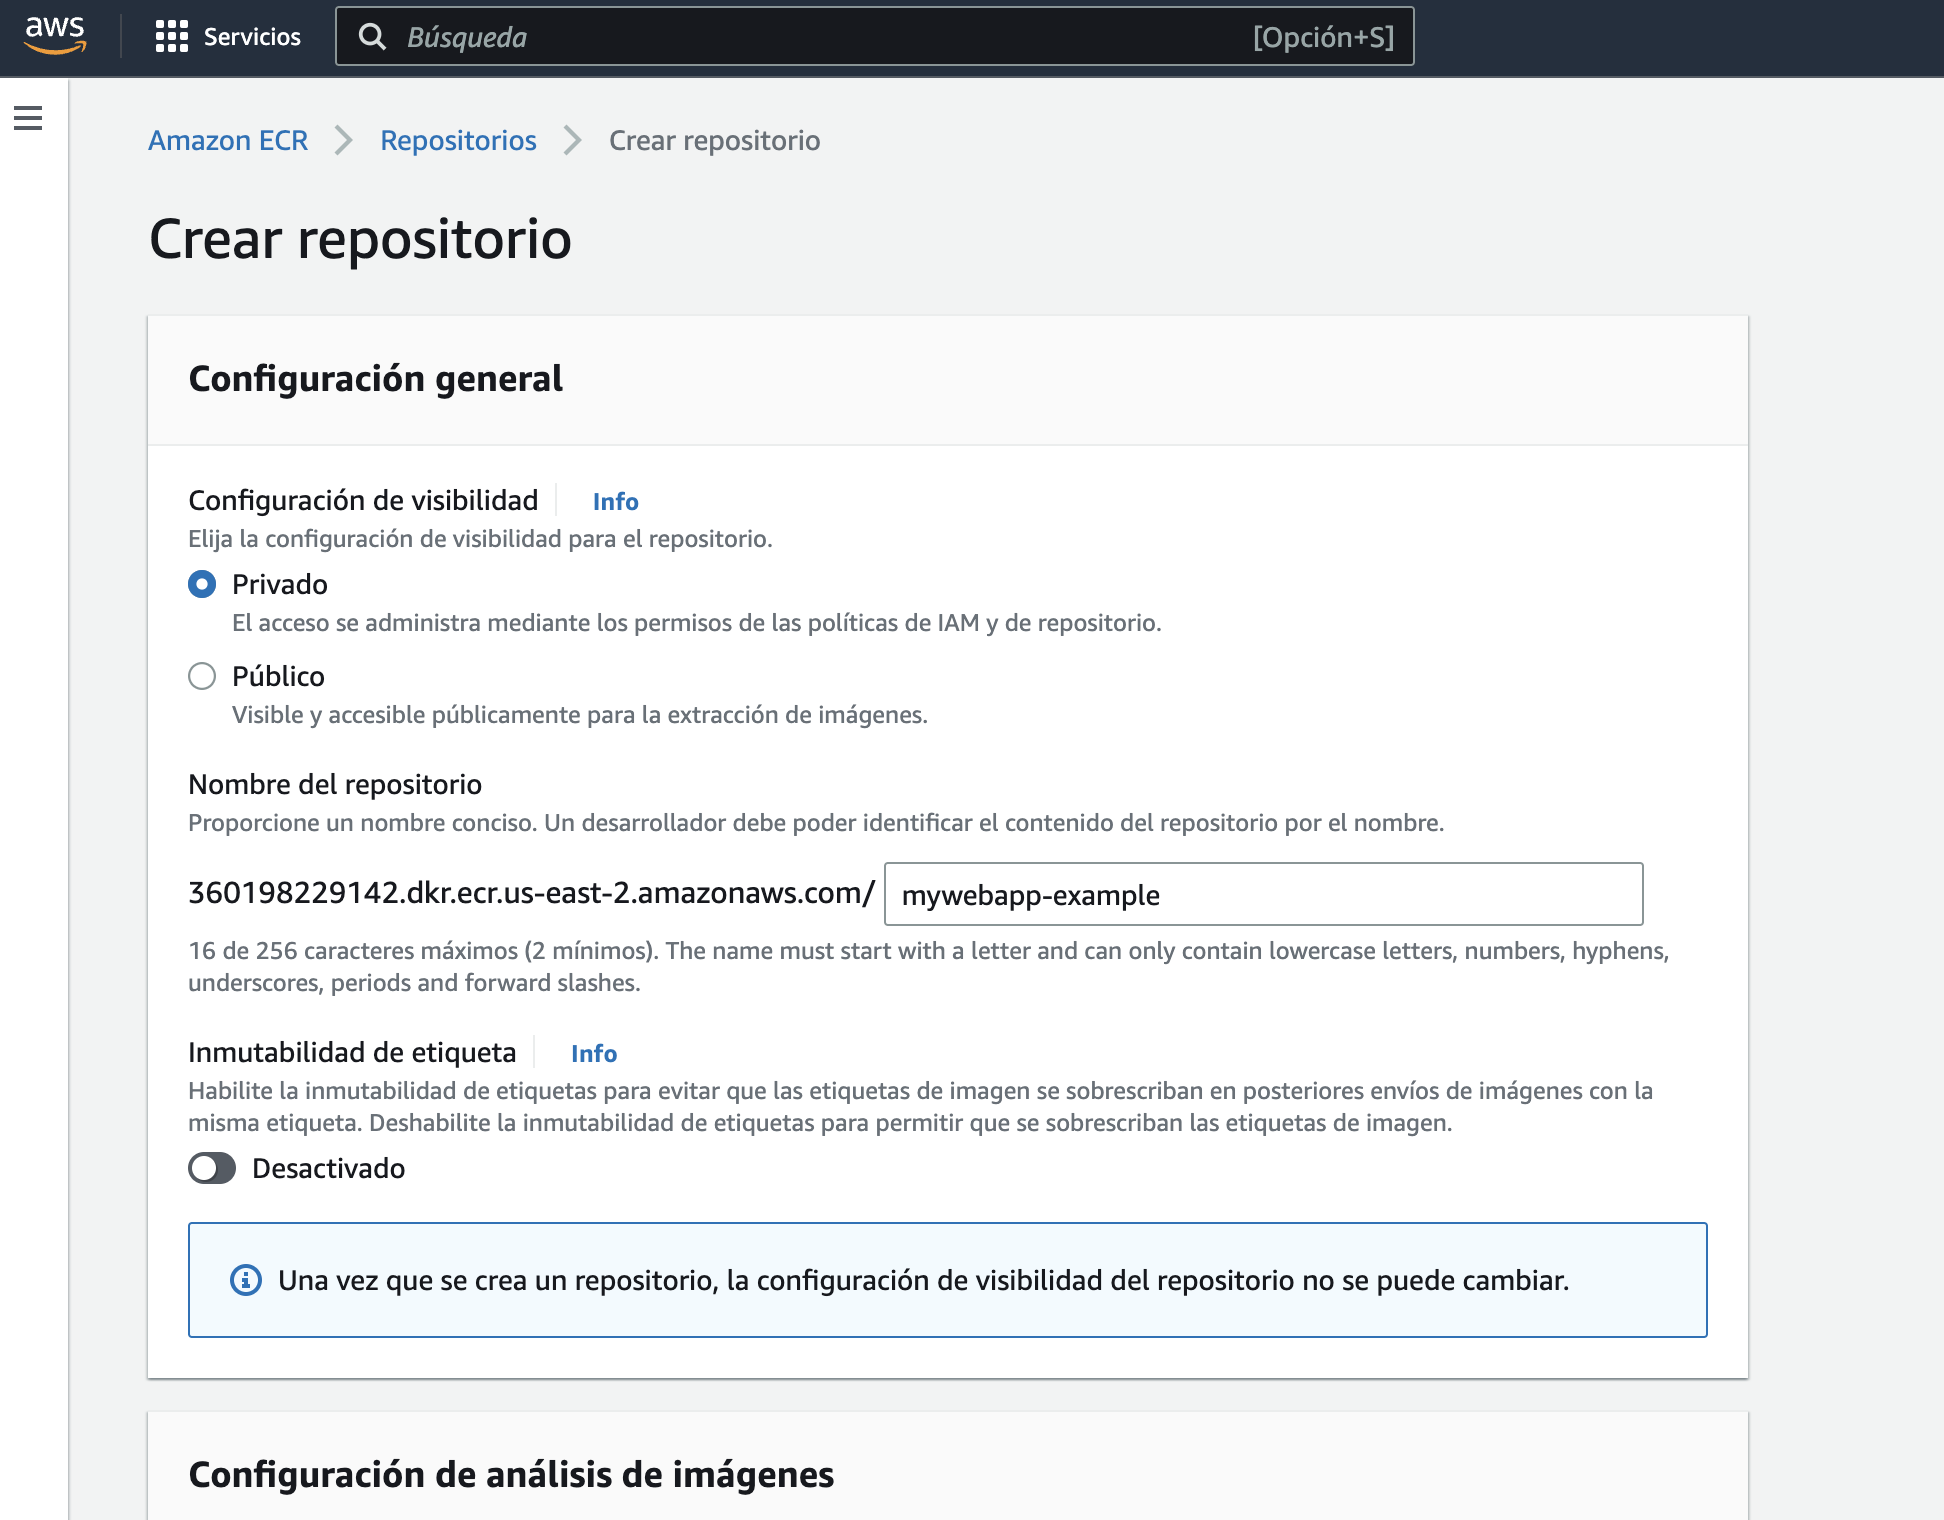 aws
Servicios
Búsqueda
[Opción+S]
Amazon ECR
Repositorios
Crear repositorio
Crear repositorio
Configuración general
Configuración de visibilidad
Info
Elija la configuración de visibilidad para el repositorio.
Privado
El acceso se administra mediante los permisos de las políticas de IAM y de repositorio.
Público
Visible y accesible públicamente para la extracción de imágenes.
Nombre del repositorio
Proporcione un nombre conciso. Un desarrollador debe poder identificar el contenido del repositorio por el nombre.
360198229142.dkr.ecr.us-east-2.amazonaws.com/
mywebapp-example
16 de 256 caracteres máximos (2 mínimos). The name must start with a letter and can only contain lowercase letters, numbers, hyphens,
underscores, periods and forward slashes.
Inmutabilidad de etiqueta
Info
Habilite la inmutabilidad de etiquetas para evitar que las etiquetas de imagen se sobrescriban en posteriores envíos de imágenes con la
misma etiqueta. Deshabilite la inmutabilidad de etiquetas para permitir que se sobrescriban las etiquetas de imagen.
Desactivado
Una vez que se crea un repositorio, la configuración de visibilidad del repositorio no se puede cambiar.
Configuración de análisis de imágenes